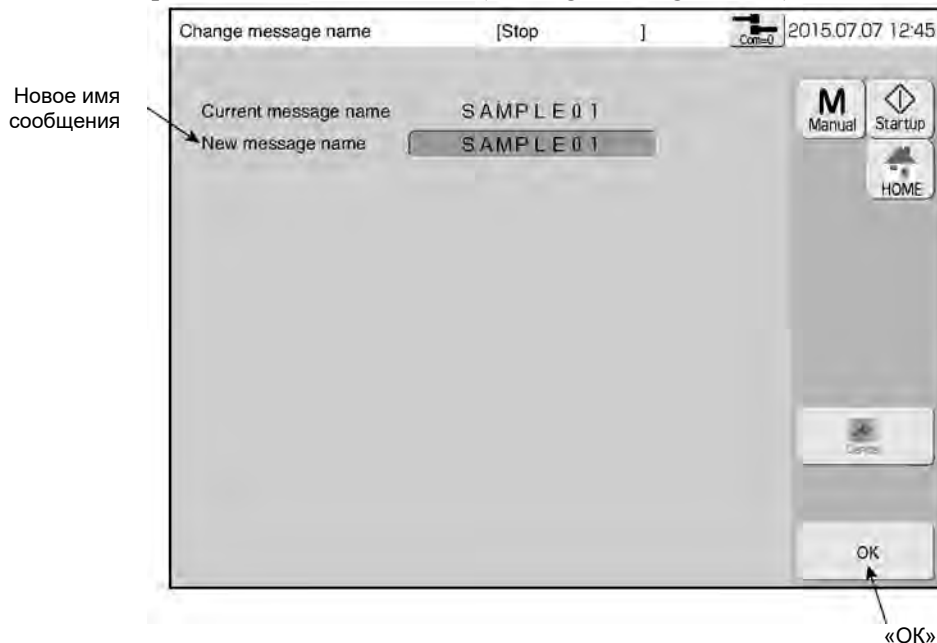 Change message name [Stop ] Com=0 2015.07.07 12:45
Новое имя
сообщения
Current message name SAMPLE01
New message name SAMPLE01
M
Manual
Startup
HOME
OK
«ОК»